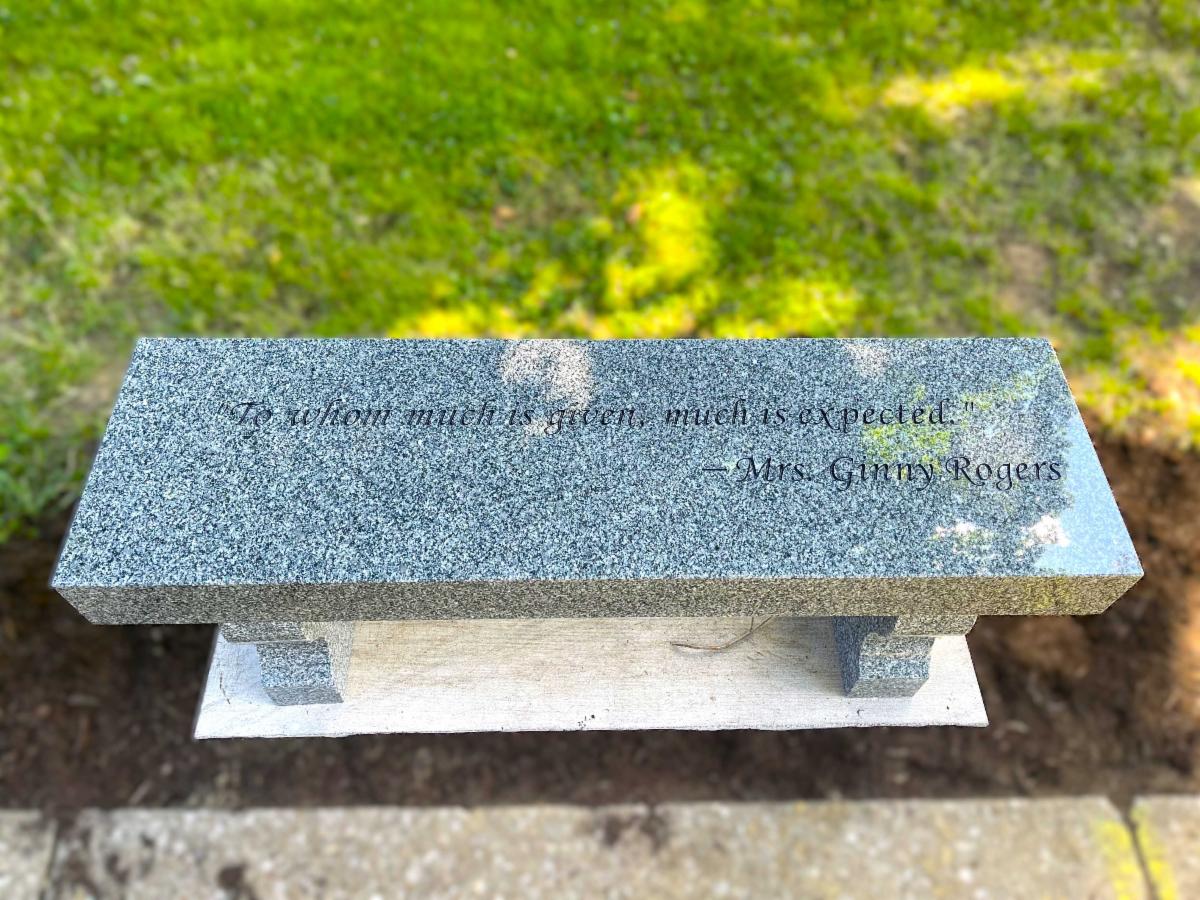 "To whom much is given, much is expected."
—Mrs. Ginny Rogers